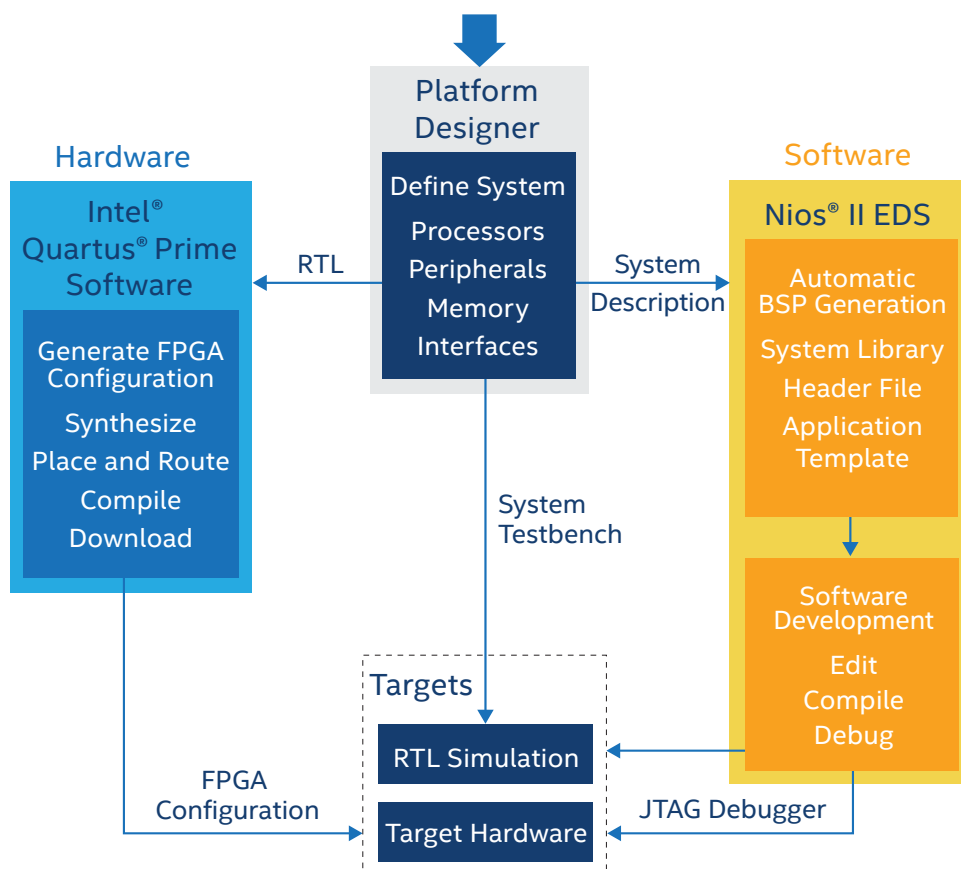 Platform
Designer
Define System
Processors
Peripherals
Memory
Interfaces
Hardware
Intel®
Quartus® Prime
Software
Generate FPGA
Configuration
Synthesize
Place and Route
Compile
Download
RTL
System
Description
Software
Nios® II EDS
Automatic
BSP Generation
System Library
Header File
Application
Template
Software
Development
Edit
Compile
Debug
System
Testbench
Targets
RTL Simulation
Target Hardware
FPGA
Configuration
JTAG Debugger